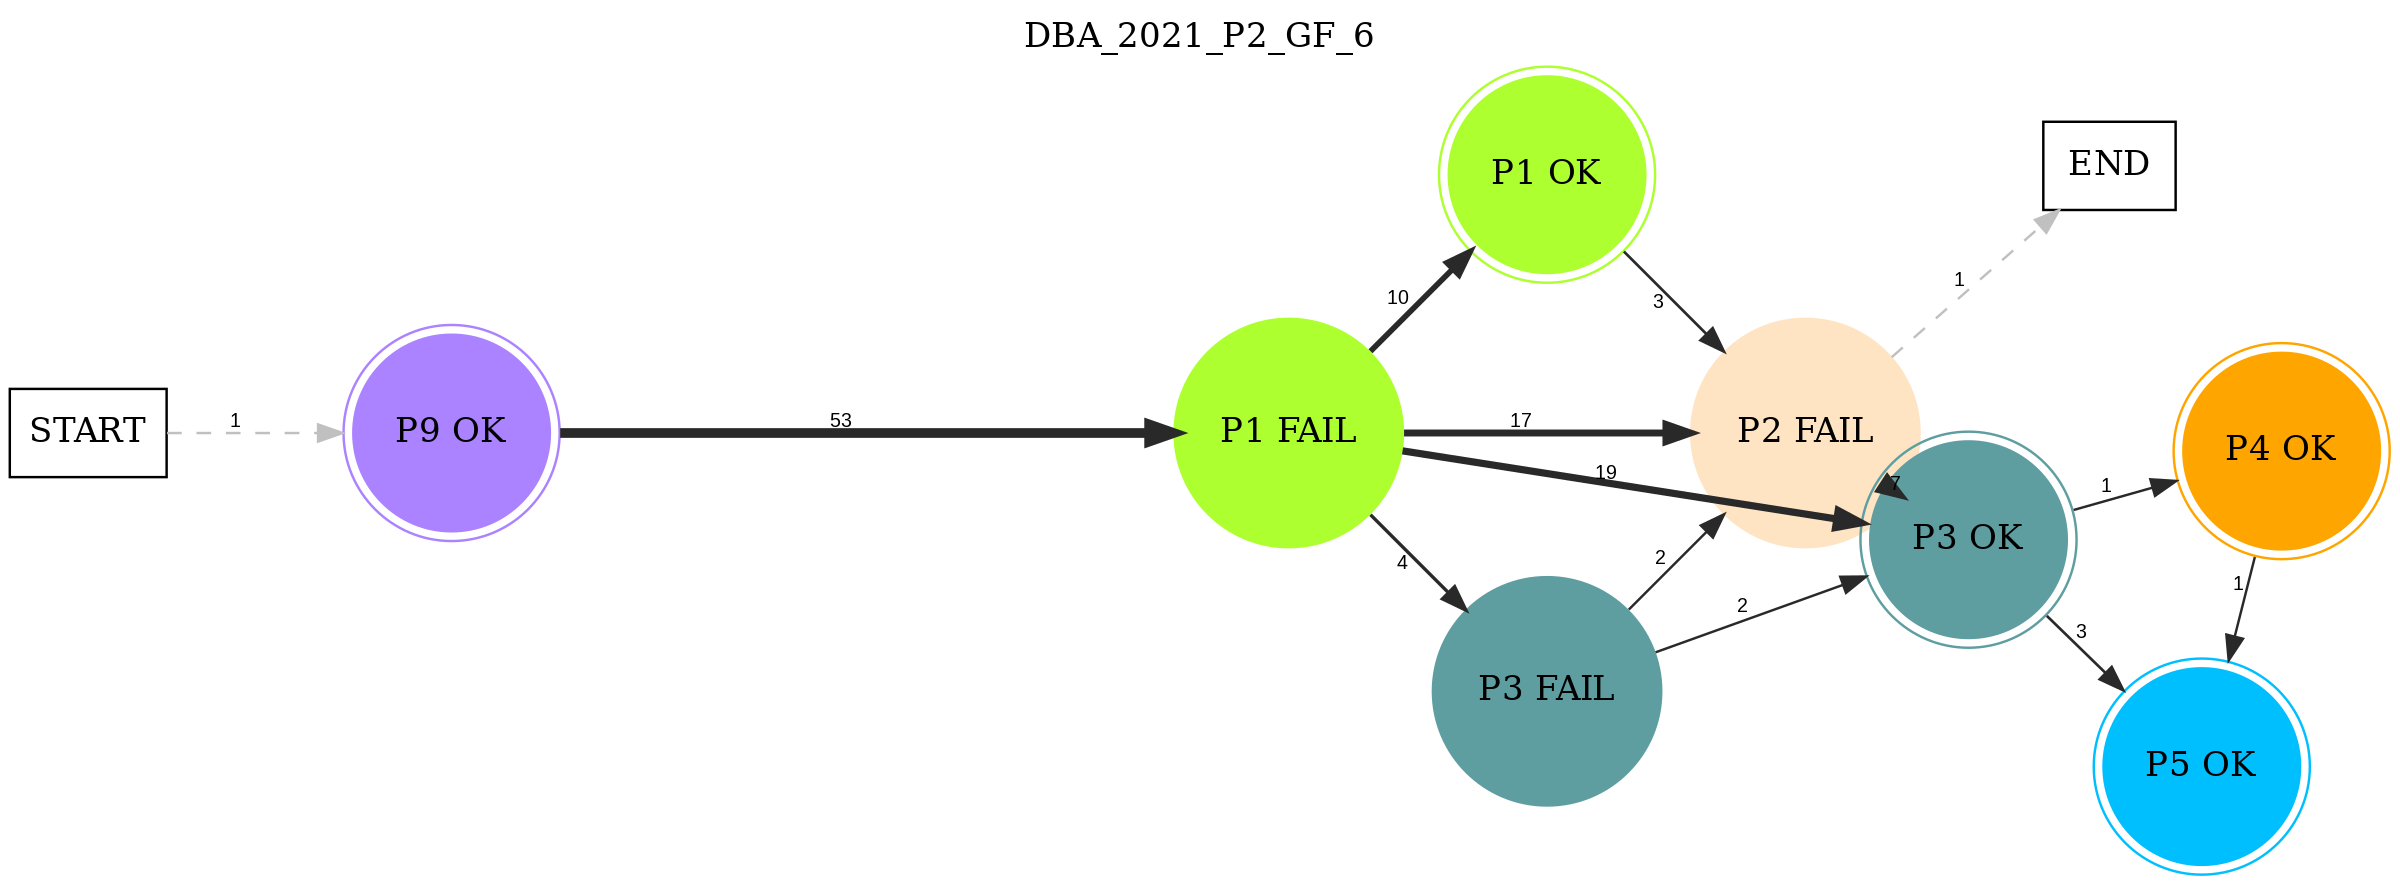 DBA_2021_P2_GF_6
P1 OK
END
10
3
1
START
1
P9 OK
53
P1 FAIL
17
P2 FAIL
19
7
P3 OK
1
P4 OK
4
2
2
3
1
P3 FAIL
P5 OK